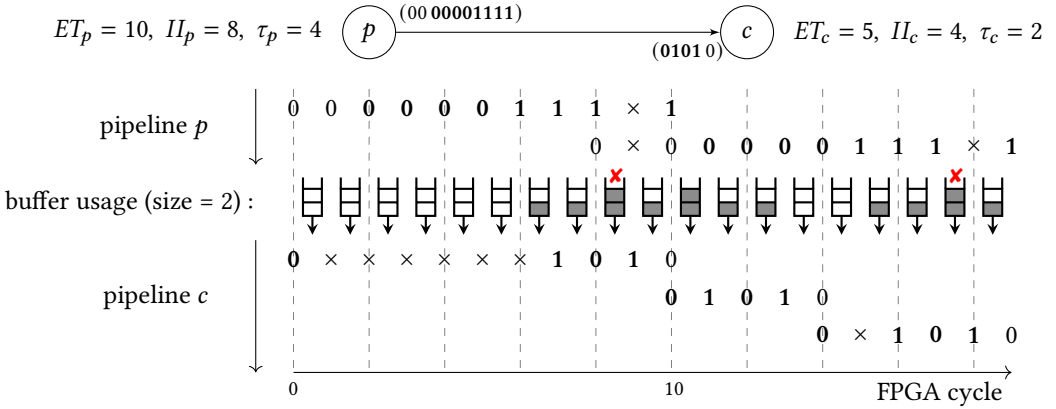 ET_p = 10, II_p = 8, τ_p = 4 p (00 00001111) (0101 0) c ET_c = 5, II_c = 4, τ_c = 2
0 0 0 0 0 0 1 1 1 × 1
pipeline p
0 × 0 0 0 0 0 1 1 1 × 1
✘ ✘
buffer usage (size = 2) :
0 × × × × × × 1 0 1 0
pipeline c
0 1 0 1 0
0 × 1 0 1 0
0 10 FPGA cycle